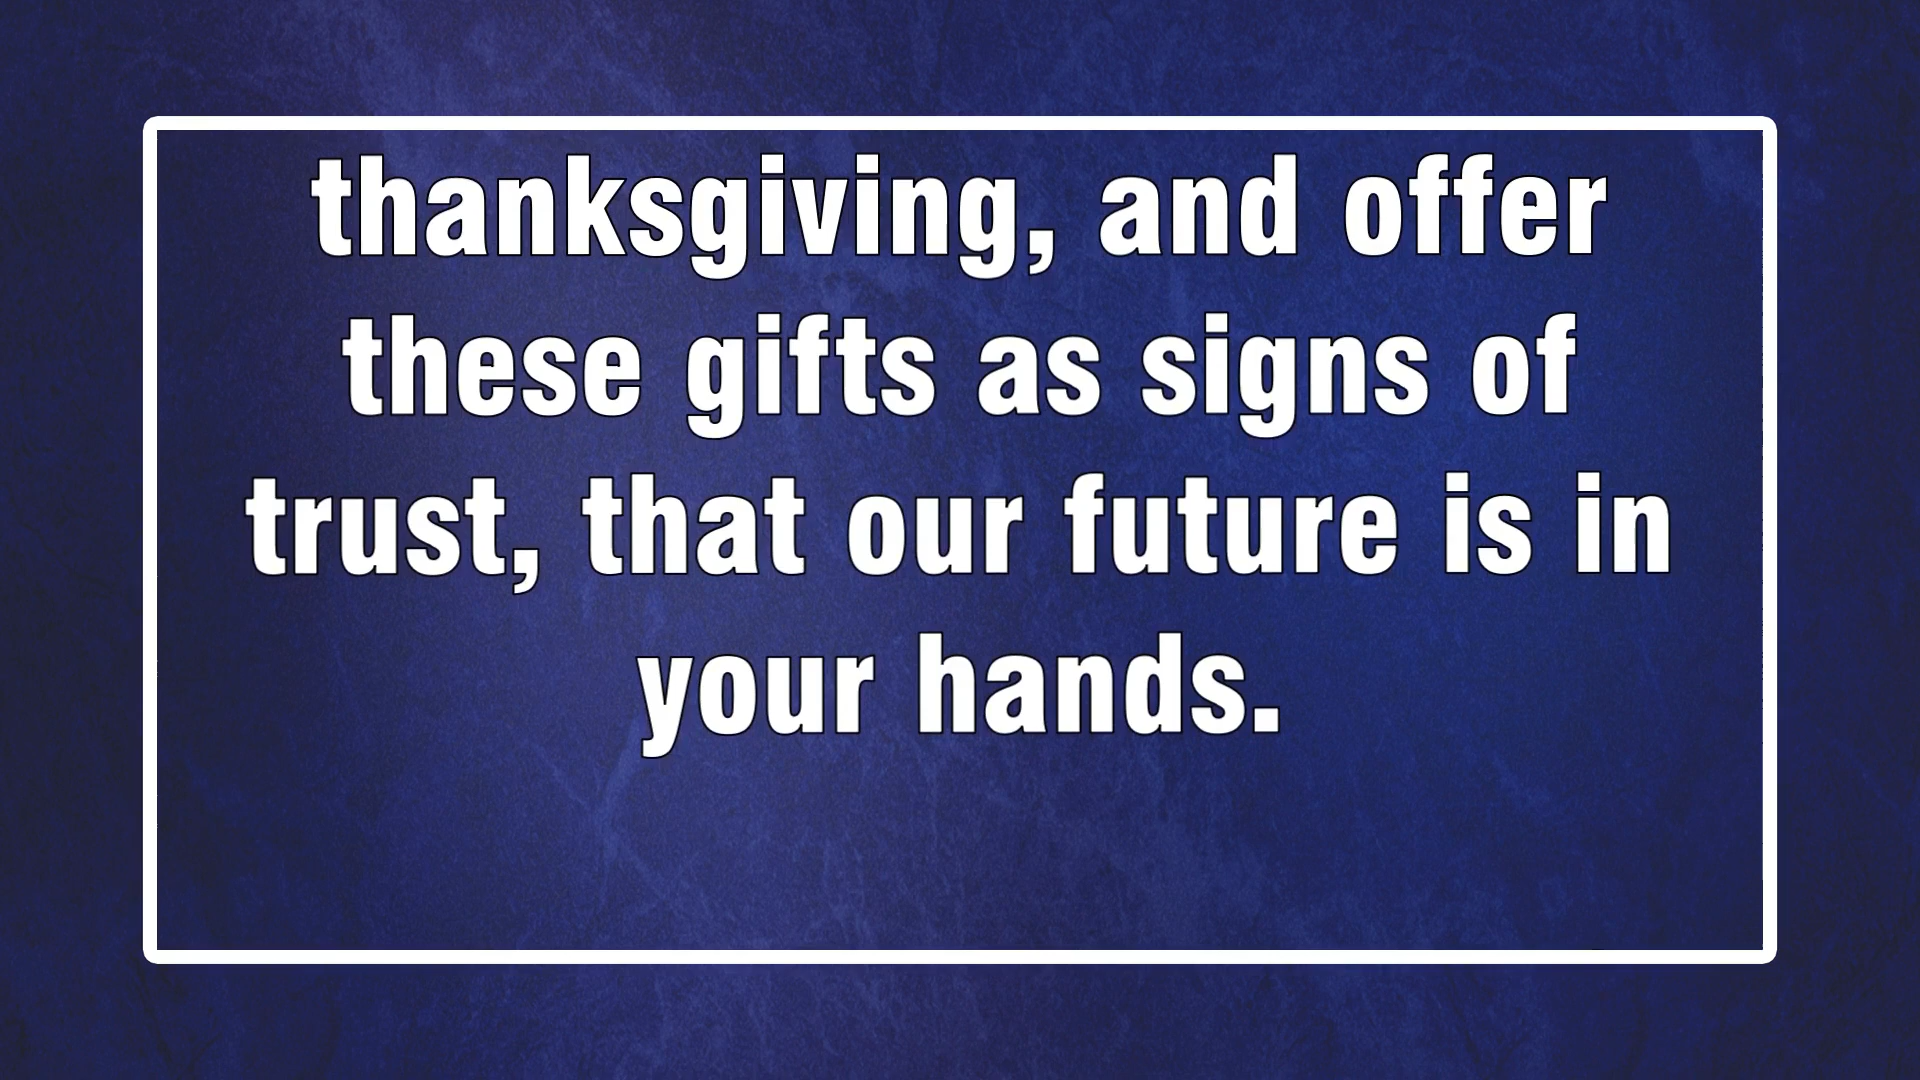 thanksgiving, and offer
these gifts as signs of
trust, that our future is in
your hands.